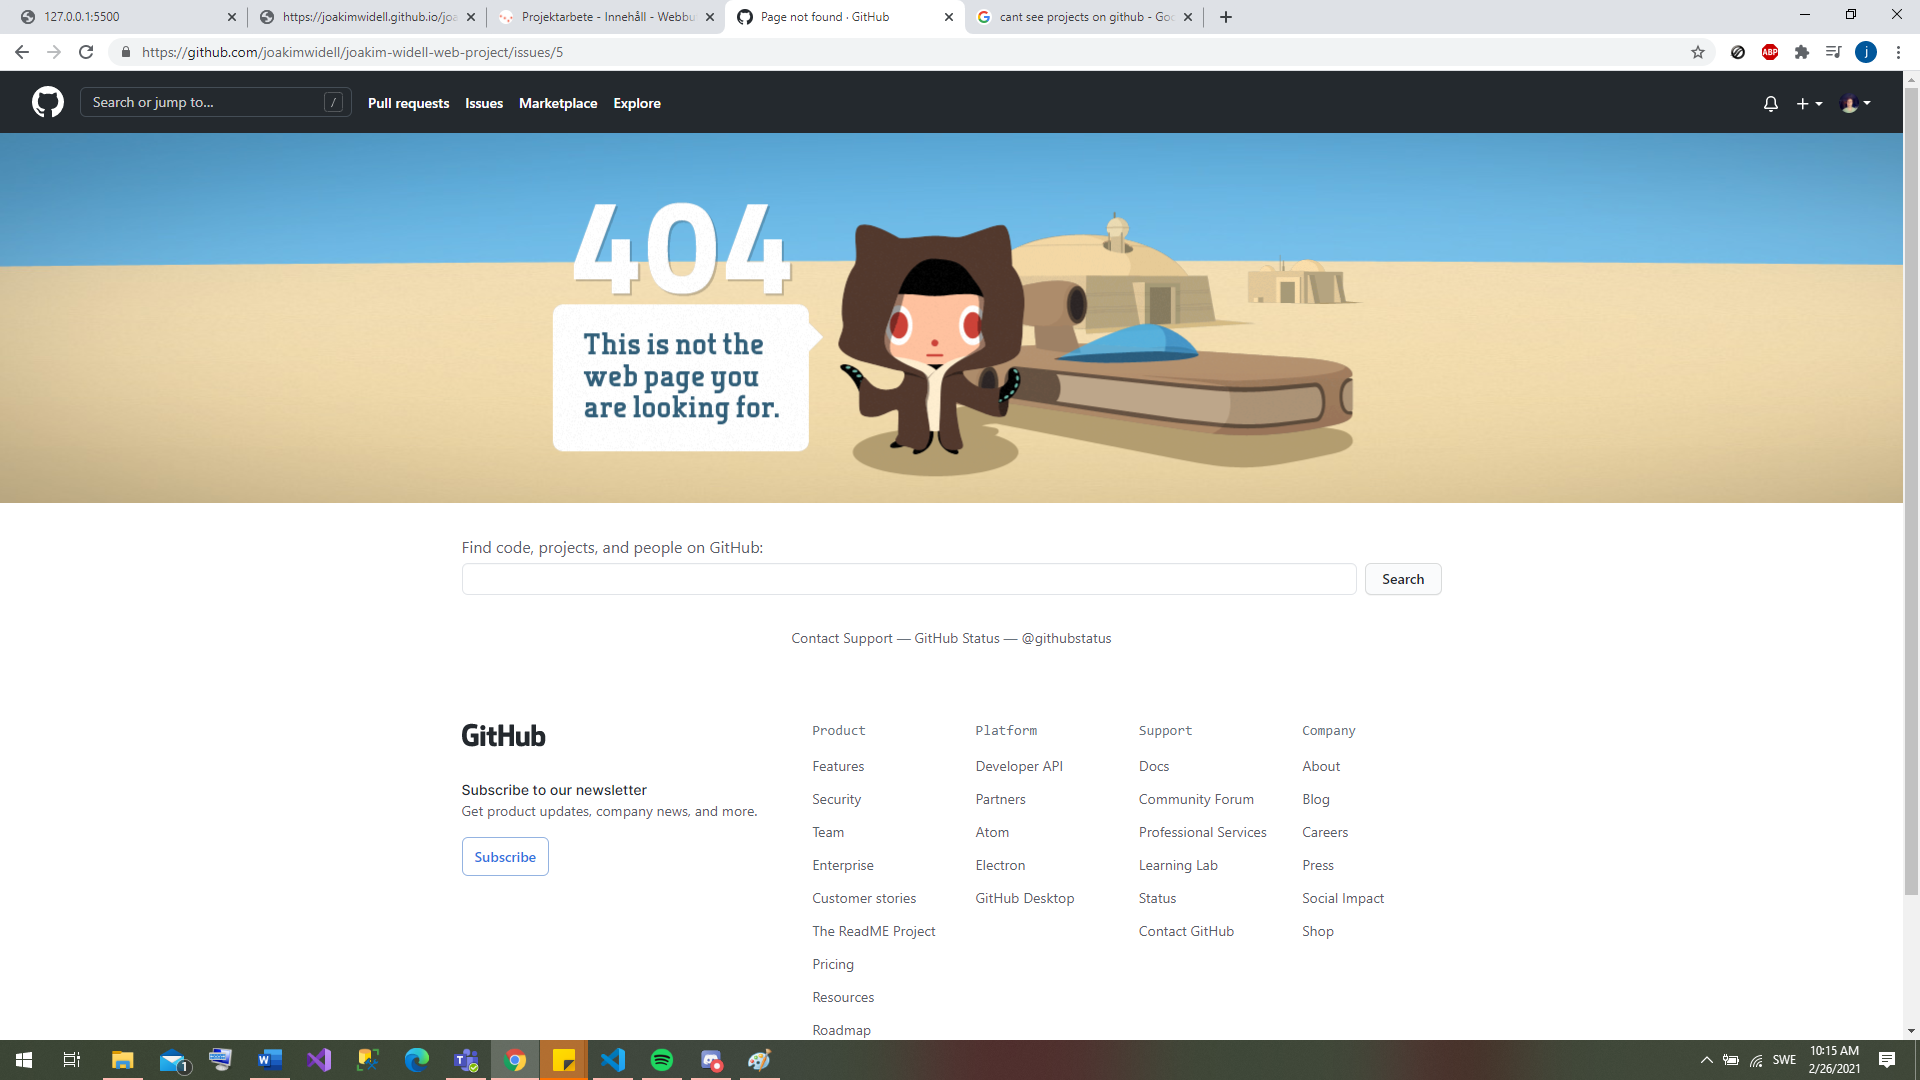 127.0.0.1:5500
https://joakimwidell.github.io/joa
Projektarbete - Innehåll - Webbu
Page not found · GitHub
cant see projects on github - Goo
https://github.com/joakimwidell/joakim-widell-web-project/issues/5
ABP
j
Search or jump to...
/
Pull requests
Issues
Marketplace
Explore
404
This is not the
web page you
are looking for.
Find code, projects, and people on GitHub:
Search
Contact Support — GitHub Status — @githubstatus
GitHub
Subscribe to our newsletter
Get product updates, company news, and more.
Subscribe
Product
Features
Security
Team
Enterprise
Customer stories
The ReadME Project
Pricing
Resources
Roadmap
Platform
Developer API
Partners
Atom
Electron
GitHub Desktop
Support
Docs
Community Forum
Professional Services
Learning Lab
Status
Contact GitHub
Company
About
Blog
Careers
Press
Social Impact
Shop
1
SWE
10:15 AM
2/26/2021